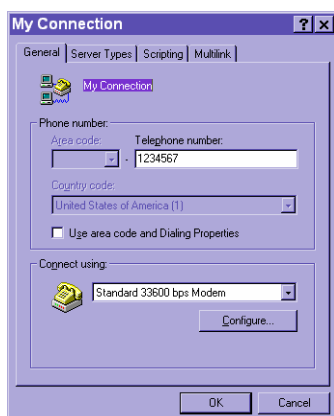 My Connection
General Server Types Scripting Multilink
My Connection
Phone number:
Area code: Telephone number:
- 1234567
Country code:
United States of America (1)
Use area code and Dialing Properties
Connect using:
Standard 33600 bps Modem
Configure...
OK Cancel